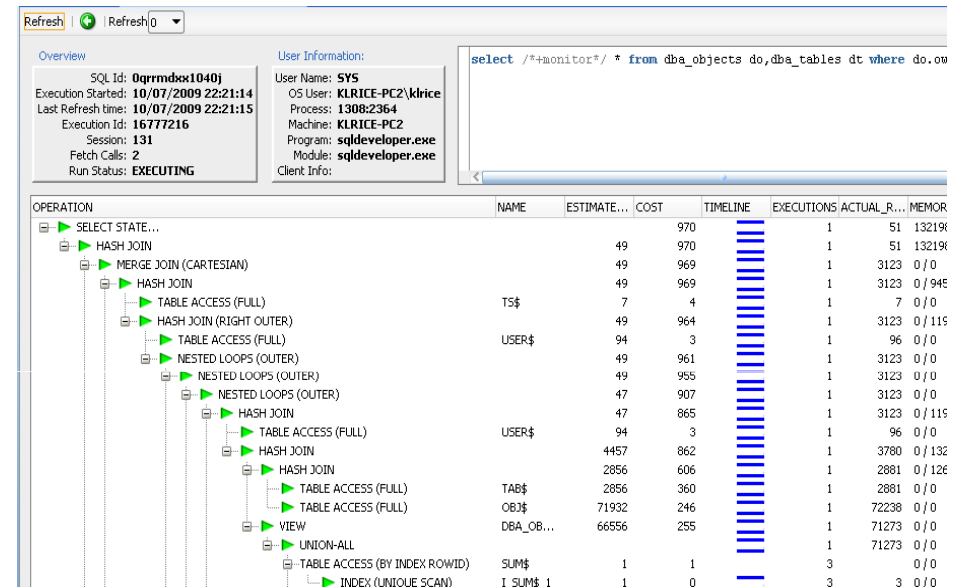 Refresh | Refresh 0
Overview
SQL Id: 0qrrmdxx1040j
Execution Started: 10/07/2009 22:21:14
Last Refresh time: 10/07/2009 22:21:15
Execution Id: 16777216
Session: 131
Fetch Calls: 2
Run Status: EXECUTING
User Information:
User Name: SYS
OS User: KLRICE-PC2\klrice
Process: 1308:2364
Machine: KLRICE-PC2
Program: sqldeveloper.exe
Module: sqldeveloper.exe
Client Info:
select /*+monitor*/ * from dba_objects do,dba_tables dt where do.ow
OPERATION NAME ESTIMATE... COST TIMELINE EXECUTIONS ACTUAL_R... MEMOR
SELECT STATE... 970 1 51 132198
HASH JOIN 49 970 1 51 132198
MERGE JOIN (CARTESIAN) 49 969 1 3123 0/0
HASH JOIN 49 969 1 3123 0/945
TABLE ACCESS (FULL) TS$ 7 4 1 7 0/0
HASH JOIN (RIGHT OUTER) 49 964 1 3123 0/119
TABLE ACCESS (FULL) USER$ 94 3 1 96 0/0
NESTED LOOPS (OUTER) 49 961 1 3123 0/0
NESTED LOOPS (OUTER) 49 955 1 3123 0/0
NESTED LOOPS (OUTER) 47 907 1 3123 0/0
HASH JOIN 47 865 1 3123 0/119
TABLE ACCESS (FULL) USER$ 94 3 1 96 0/0
HASH JOIN 4457 862 1 3780 0/132
HASH JOIN 2856 606 1 2881 0/126
TABLE ACCESS (FULL) TAB$ 2856 360 1 2881 0/0
TABLE ACCESS (FULL) OBJ$ 71932 246 1 72238 0/0
VIEW DBA_OB... 66556 255 1 71273 0/0
UNION-ALL 1 71273 0/0
TABLE ACCESS (BY INDEX ROWID) SUM$ 1 1 3 0/0
INDEX (UNIQUE SCAN) I_SUM$_1 1 0 3 3 0/0